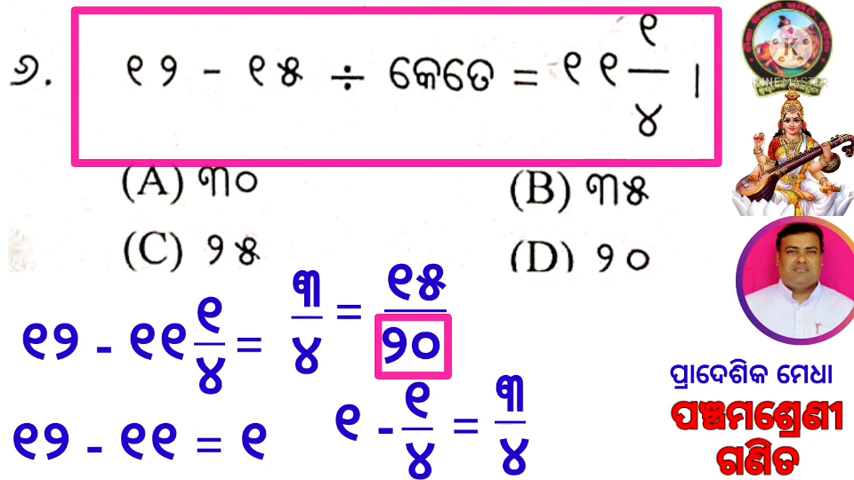 ୬. ୧୨ - ୧୫ ÷ କେତେ = ୧୧ ୧/୪ ।
(A) ୩୦ (B) ୩୫
(C) ୨୫ (D) ୨୦
୧୨ - ୧୧ ୧/୪ = ୩/୪ = ୧୫/୨୦
୧୨ - ୧୧ = ୧ ୧ - ୧/୪ = ୩/୪
KINEMASTER
ପ୍ରାଦେଶିକ ମେଧା
ପଞ୍ଚମଶ୍ରେଣୀ
ଗଣିତ